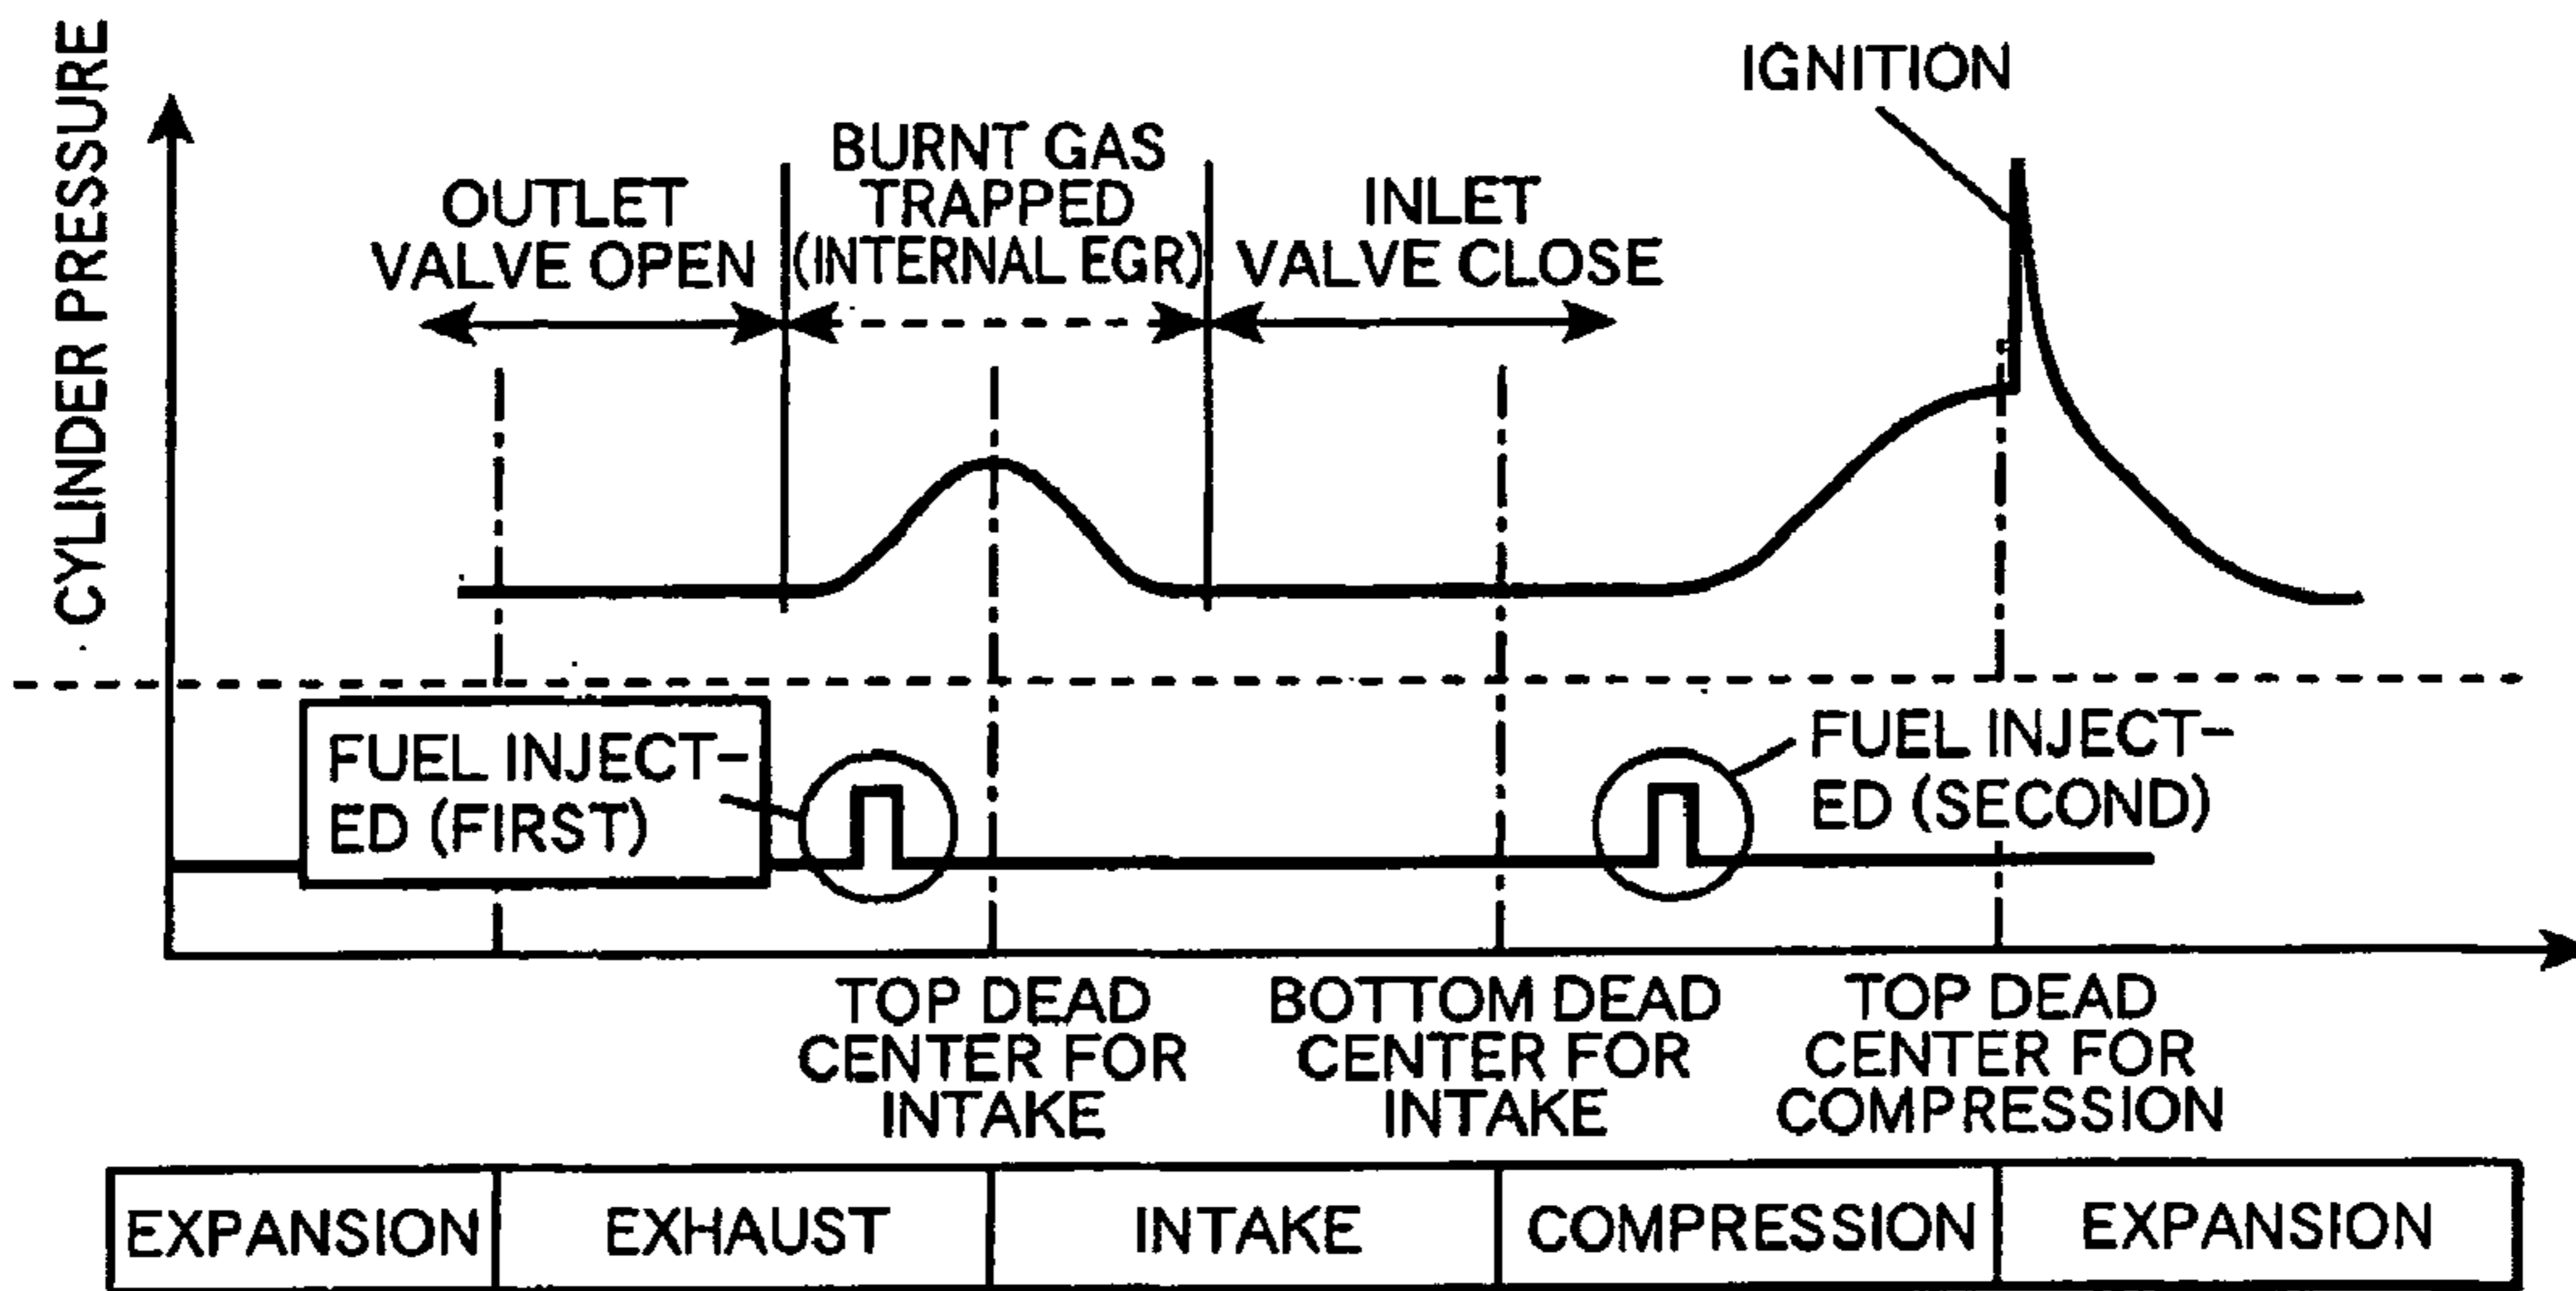 CYLINDER PRESSURE
IGNITION
OUTLET
VALVE OPEN
BURNT GAS
TRAPPED
(INTERNAL EGR)
INLET
VALVE CLOSE
FUEL INJECT-
ED (FIRST)
FUEL INJECT-
ED (SECOND)
TOP DEAD
CENTER FOR
INTAKE
BOTTOM DEAD
CENTER FOR
INTAKE
TOP DEAD
CENTER FOR
COMPRESSION
EXPANSION
EXHAUST
INTAKE
COMPRESSION
EXPANSION